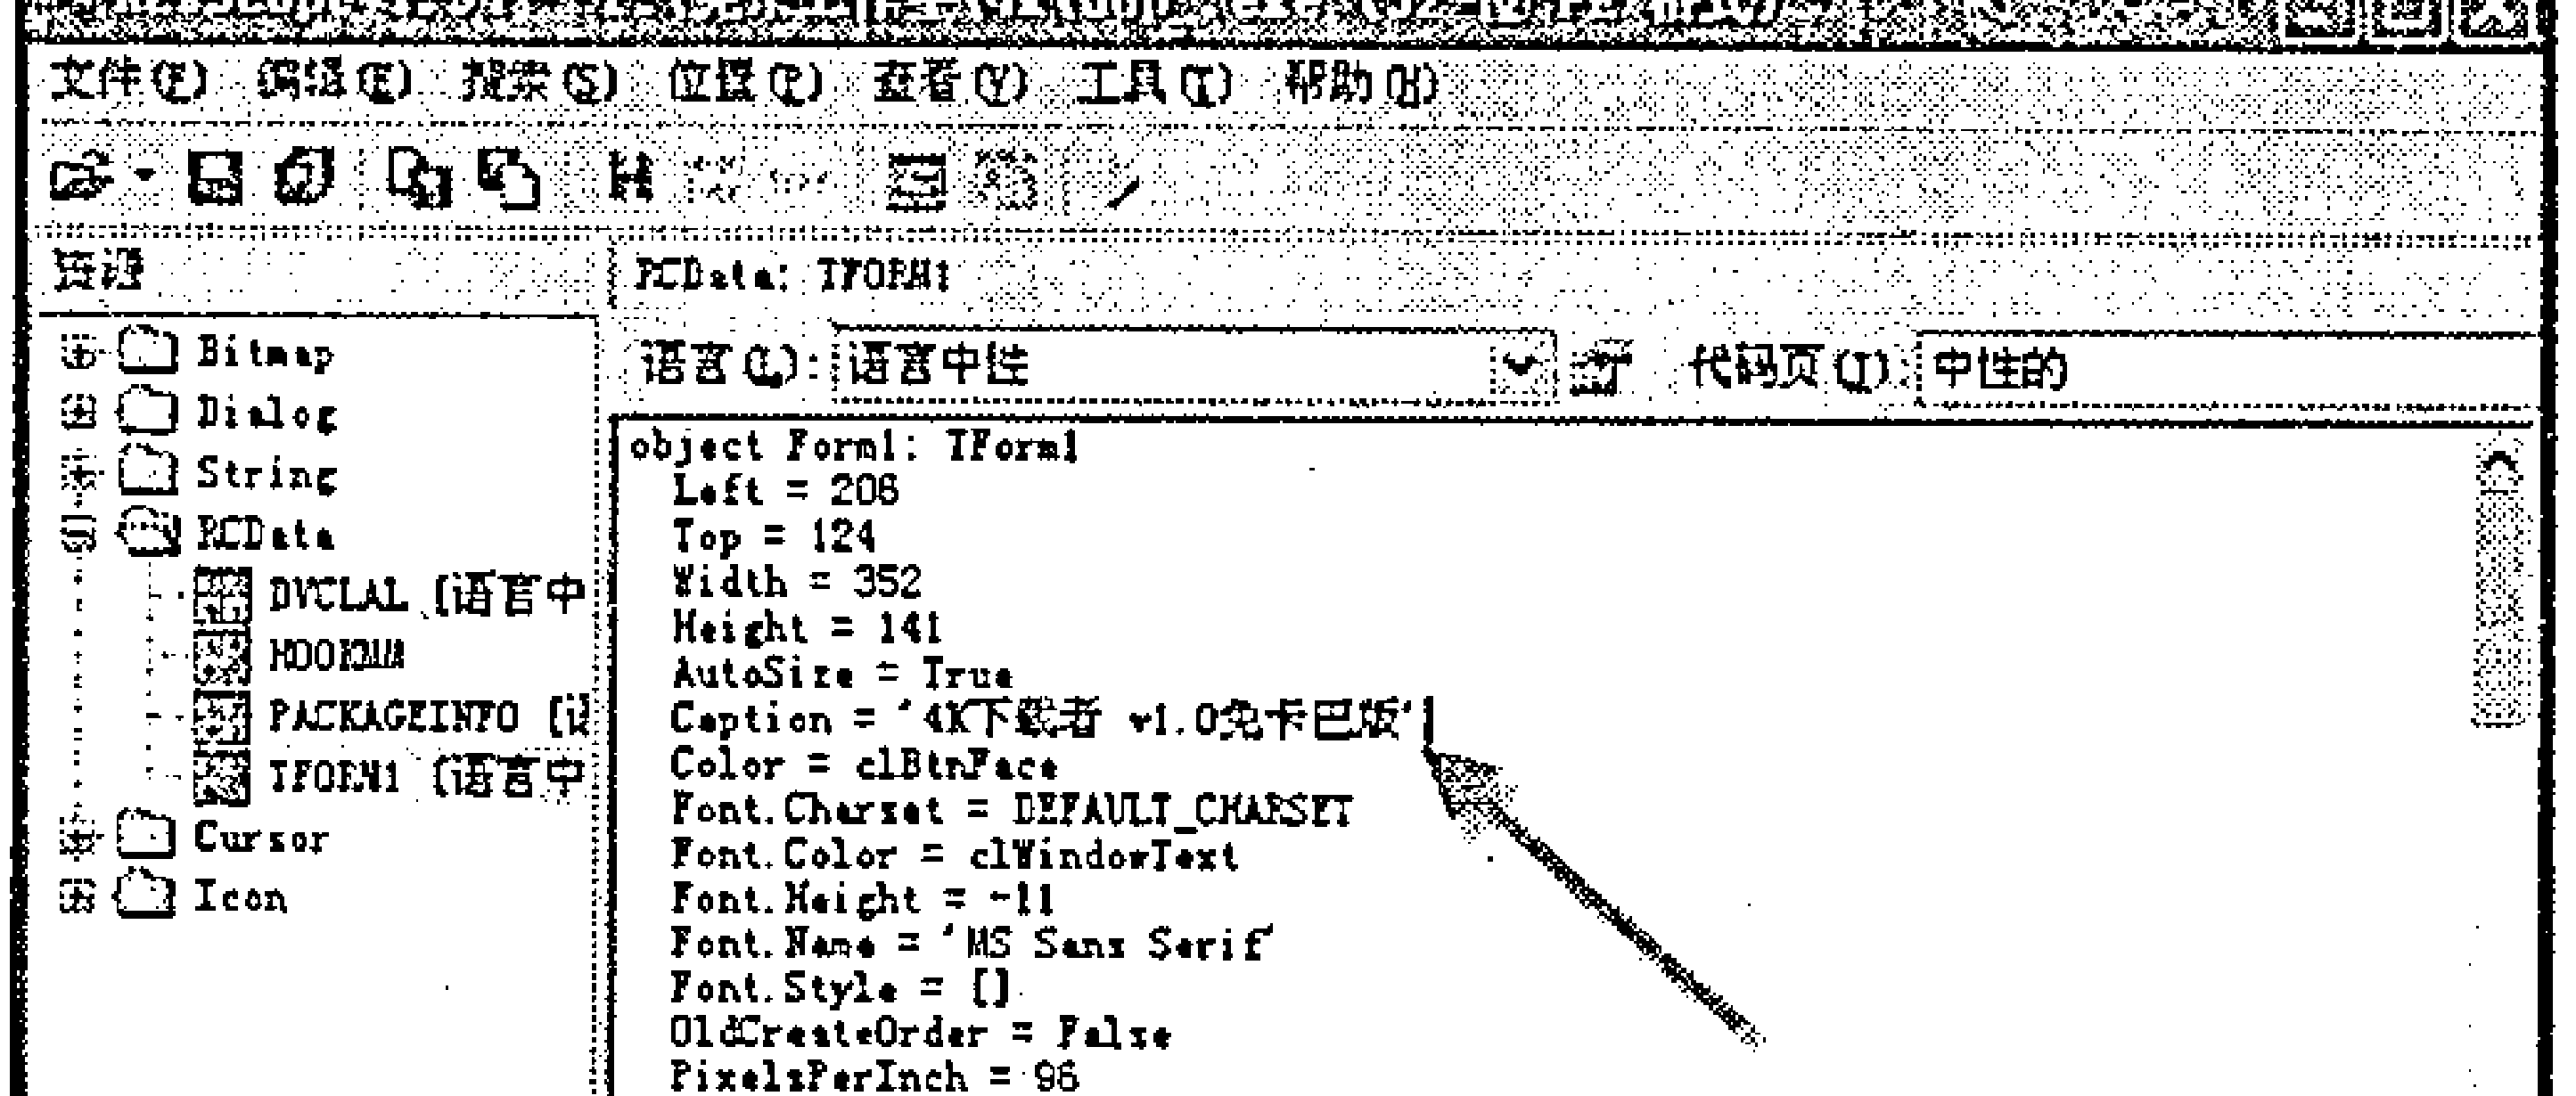 文件(F) 编辑(E) 搜索(S) 位置(P) 查看(V) 工具(T) 帮助(H)
资源
RCData: TFORM1
Bitmap
Dialog
String
RCData
DVCLAL [语言中
PACKAGEINFO [语
TFORM1 [语言中
Cursor
Icon
语言(L): 语言中性
代码页(I): 中性的
object Form1: TForm1
Left = 206
Top = 124
Width = 352
Height = 141
AutoSize = True
Caption = '4K下载者 v1.0免卡巴版'
Color = clBtnFace
Font.Charset = DEFAULT_CHARSET
Font.Color = clWindowText
Font.Height = -11
Font.Name = 'MS Sans Serif'
Font.Style = []
OldCreateOrder = False
PixelsPerInch = 96